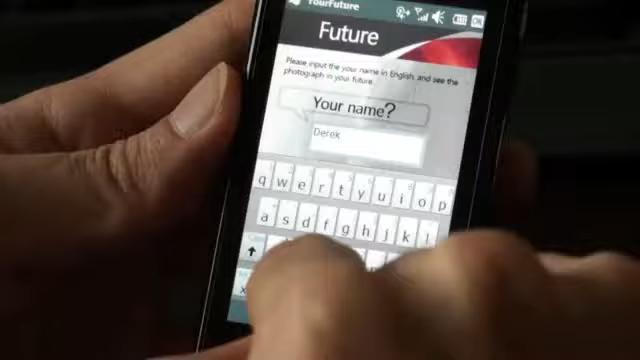 YourFuture
OK
Future
Please input the your name in English, and see the
photograph in your future.
Your name?
Derek
q w e r t y u i o p
a s d f g h j k l
x